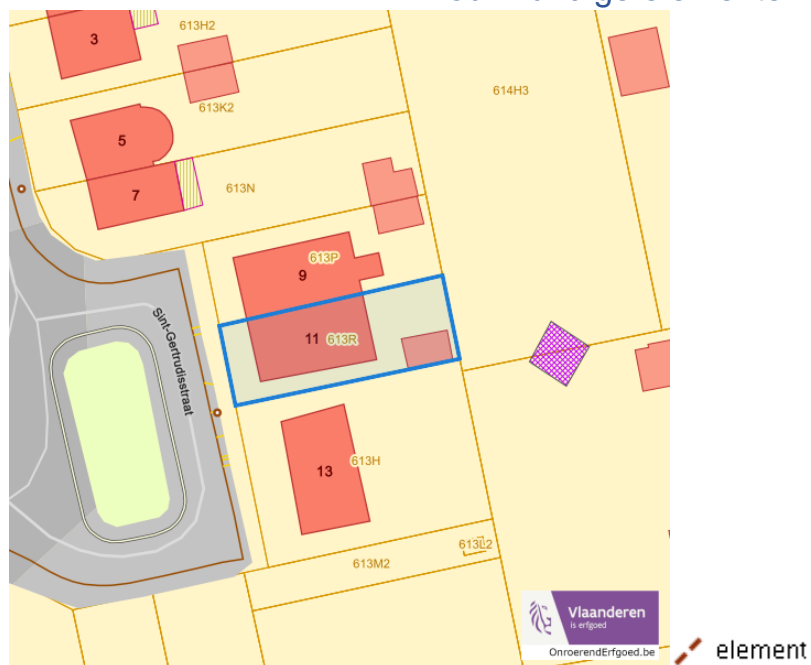 3
613H2
613K2
614H3
5
7
613N
613P
9
11
613R
Sint-Gertrudisstraat
13
613H
613L2
613M2
Vlaanderen
is erfgoed
OnroerendErfgoed.be
element